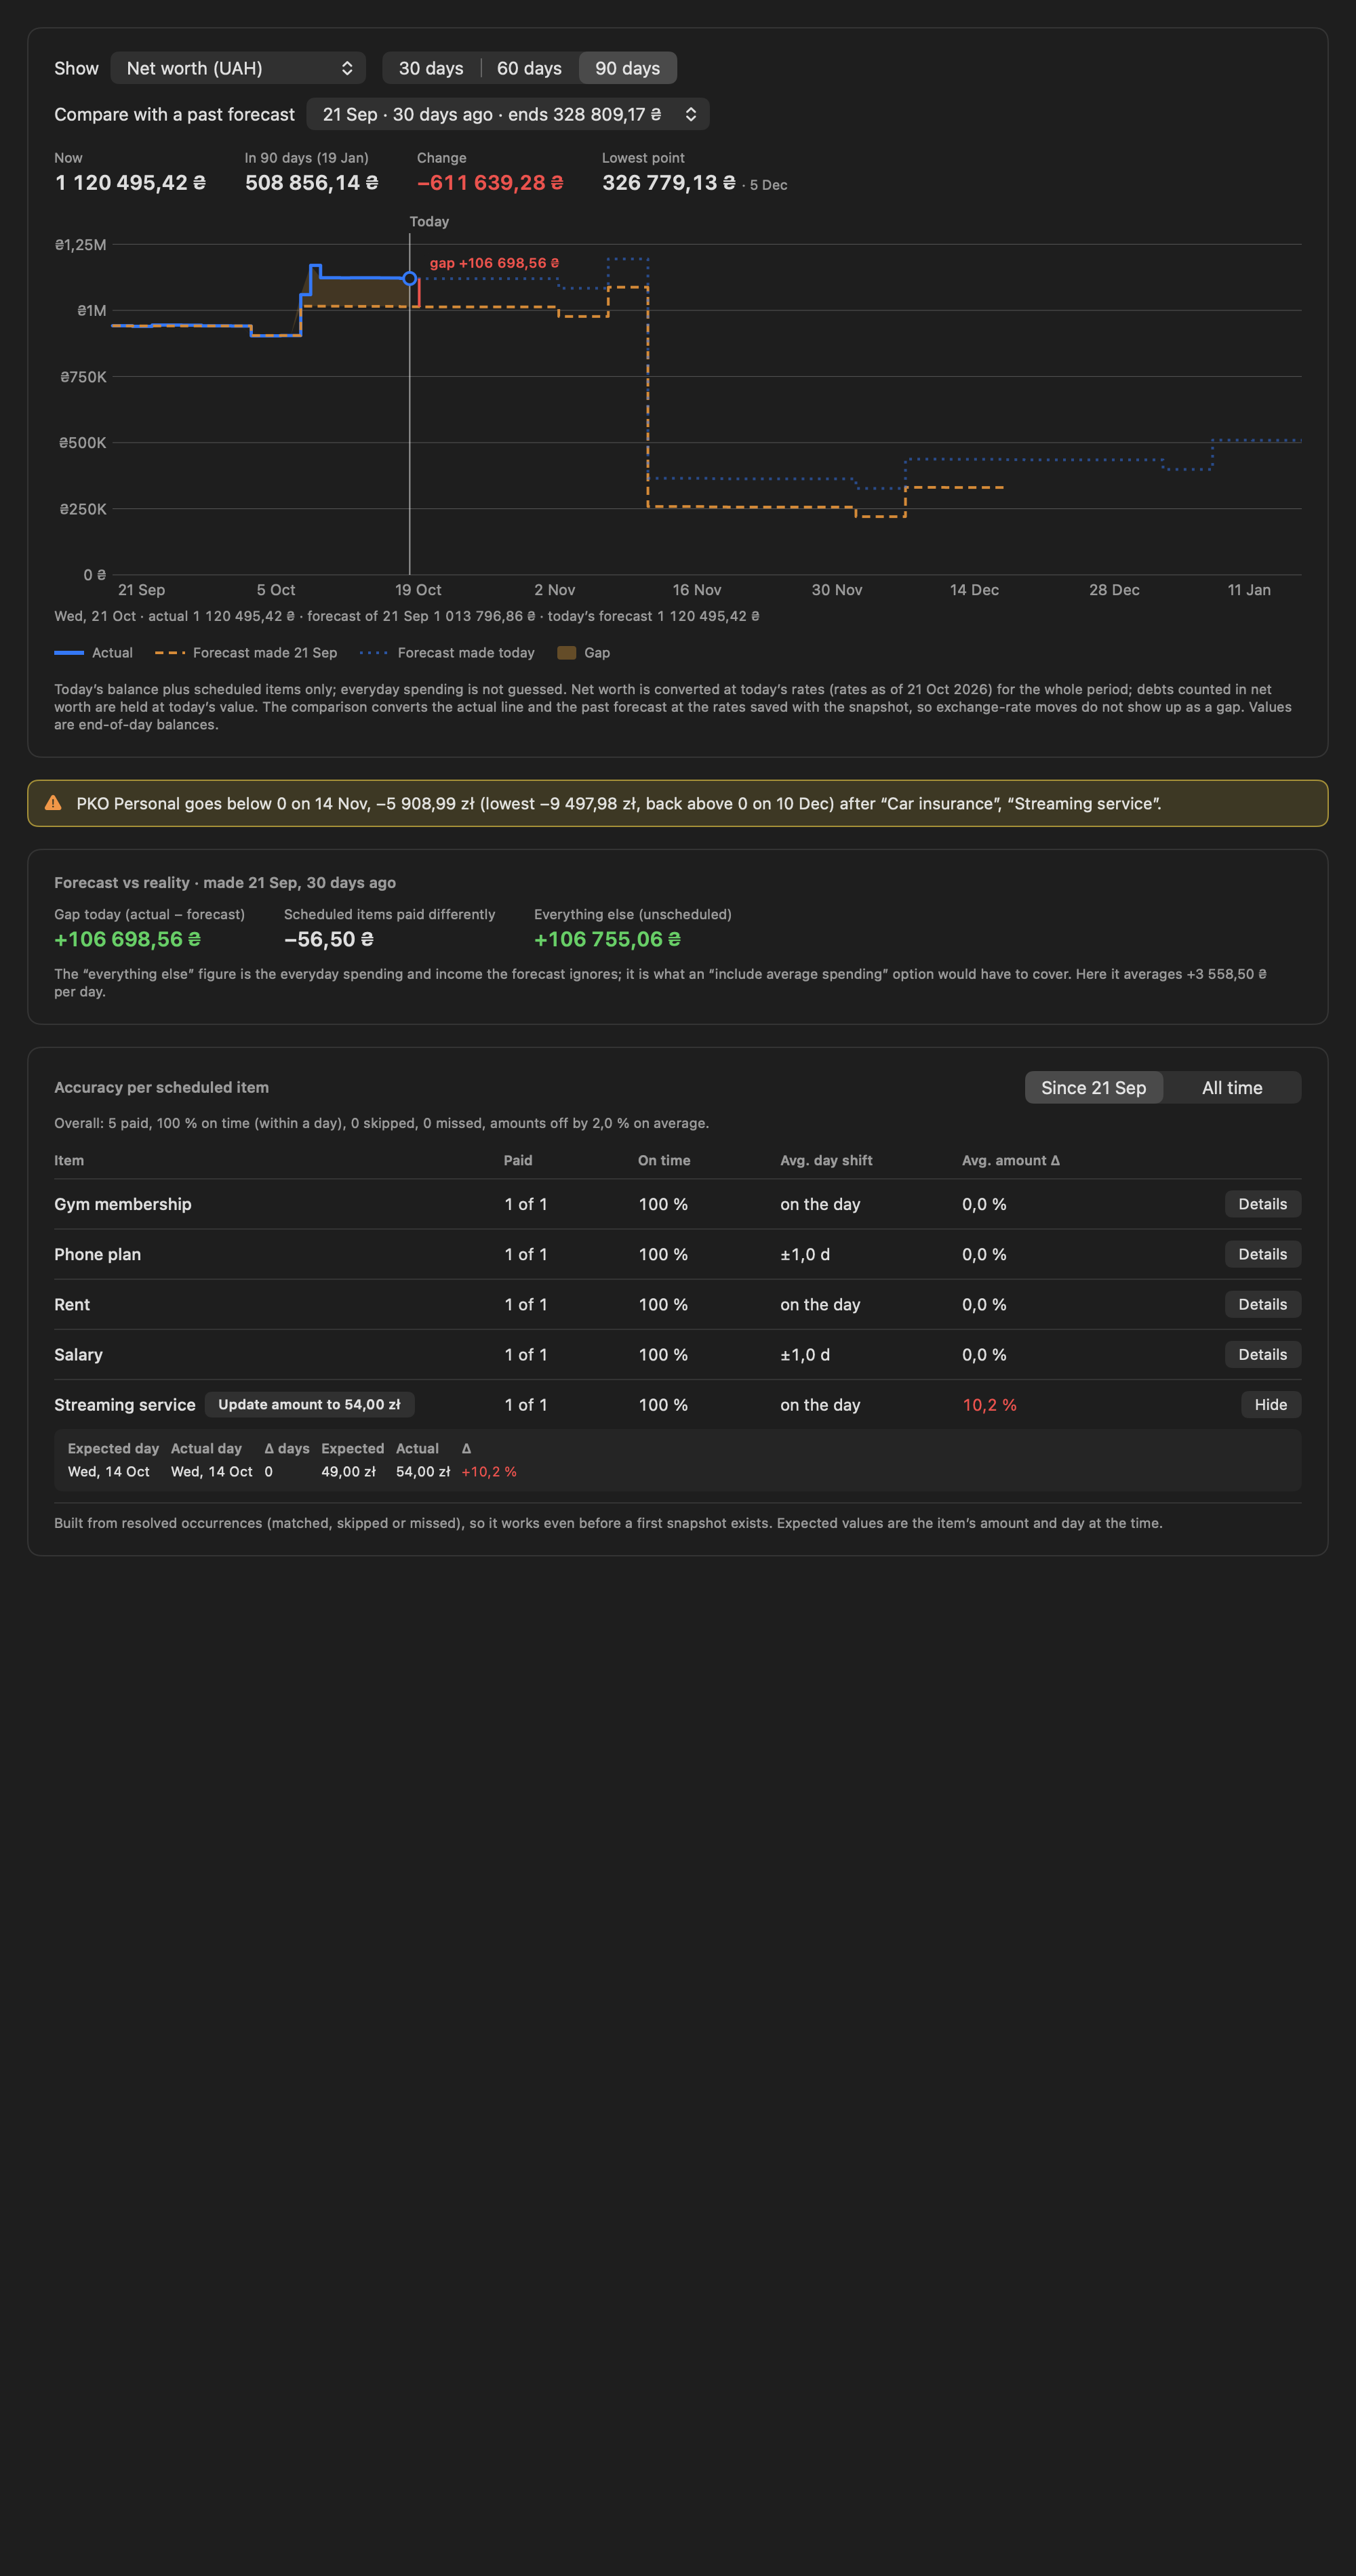 Show Net worth (UAH) 30 days 60 days 90 days
Compare with a past forecast 21 Sep · 30 days ago · ends 328 809,17 ₴
Now In 90 days (19 Jan) Change Lowest point
1 120 495,42 ₴ 508 856,14 ₴ −611 639,28 ₴ 326 779,13 ₴ · 5 Dec
Today
₴1,25M
gap +106 698,56 ₴
₴1M
₴750K
₴500K
₴250K
0 ₴
21 Sep 5 Oct 19 Oct 2 Nov 16 Nov 30 Nov 14 Dec 28 Dec 11 Jan
Wed, 21 Oct · actual 1 120 495,42 ₴ · forecast of 21 Sep 1 013 796,86 ₴ · today’s forecast 1 120 495,42 ₴
Actual Forecast made 21 Sep Forecast made today Gap
Today’s balance plus scheduled items only; everyday spending is not guessed. Net worth is converted at today’s rates (rates as of 21 Oct 2026) for the whole period; debts counted in net
worth are held at today’s value. The comparison converts the actual line and the past forecast at the rates saved with the snapshot, so exchange-rate moves do not show up as a gap. Values
are end-of-day balances.
PKO Personal goes below 0 on 14 Nov, −5 908,99 zł (lowest −9 497,98 zł, back above 0 on 10 Dec) after “Car insurance”, “Streaming service”.
Forecast vs reality · made 21 Sep, 30 days ago
Gap today (actual − forecast) Scheduled items paid differently Everything else (unscheduled)
+106 698,56 ₴ −56,50 ₴ +106 755,06 ₴
The “everything else” figure is the everyday spending and income the forecast ignores; it is what an “include average spending” option would have to cover. Here it averages +3 558,50 ₴
per day.
Accuracy per scheduled item Since 21 Sep All time
Overall: 5 paid, 100 % on time (within a day), 0 skipped, 0 missed, amounts off by 2,0 % on average.
Item Paid On time Avg. day shift Avg. amount Δ
Gym membership 1 of 1 100 % on the day 0,0 % Details
Phone plan 1 of 1 100 % ±1,0 d 0,0 % Details
Rent 1 of 1 100 % on the day 0,0 % Details
Salary 1 of 1 100 % ±1,0 d 0,0 % Details
Streaming service Update amount to 54,00 zł 1 of 1 100 % on the day 10,2 % Hide
Expected day Actual day Δ days Expected Actual Δ
Wed, 14 Oct Wed, 14 Oct 0 49,00 zł 54,00 zł +10,2 %
Built from resolved occurrences (matched, skipped or missed), so it works even before a first snapshot exists. Expected values are the item’s amount and day at the time.